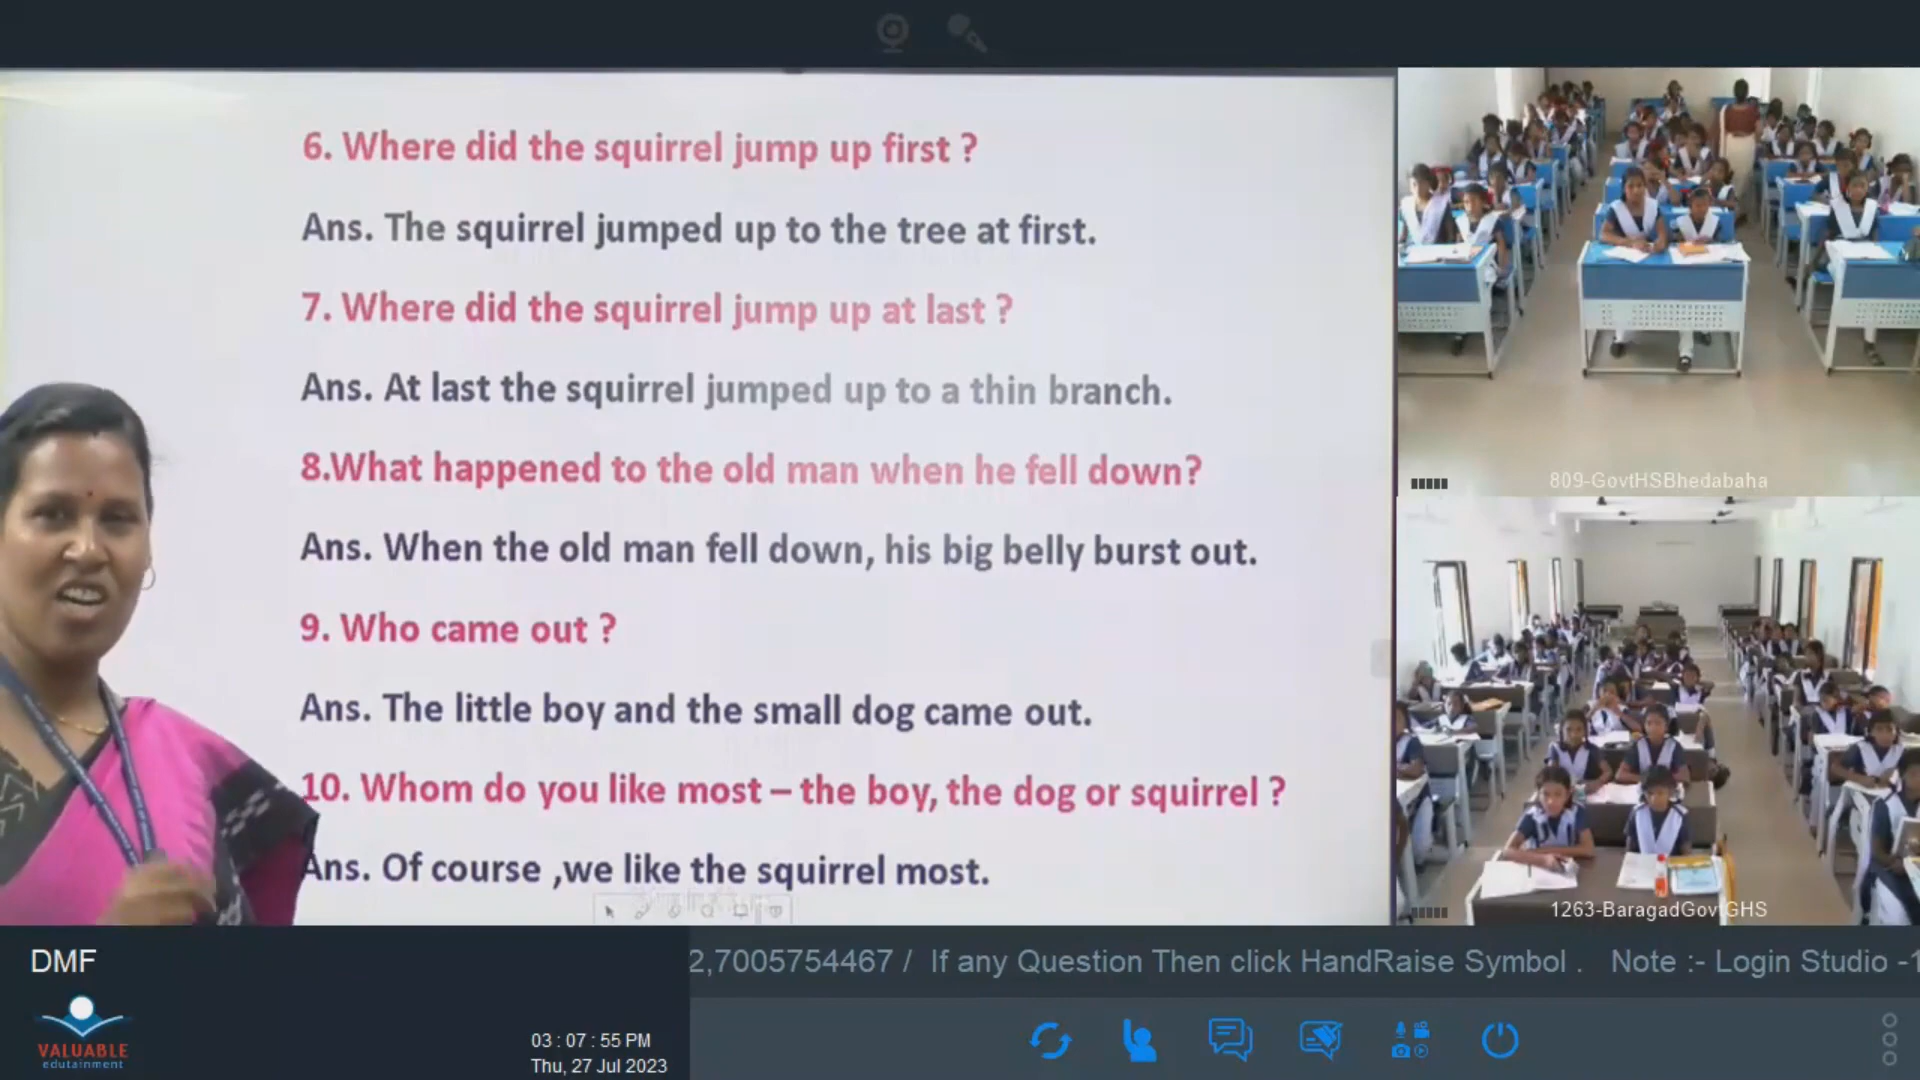 6. Where did the squirrel jump up first ?
Ans. The squirrel jumped up to the tree at first.
7. Where did the squirrel jump up at last ?
Ans. At last the squirrel jumped up to a thin branch.
8.What happened to the old man when he fell down?
Ans. When the old man fell down, his big belly burst out.
9. Who came out ?
Ans. The little boy and the small dog came out.
10. Whom do you like most – the boy, the dog or squirrel ?
Ans. Of course ,we like the squirrel most.
809-GovtHSBhedabaha
1263-BaragadGovtGHS
DMF
2,7005754467 / If any Question Then click HandRaise Symbol . Note :- Login Studio -1
VALUABLE
edutainment
03 : 07 : 55 PM
Thu, 27 Jul 2023